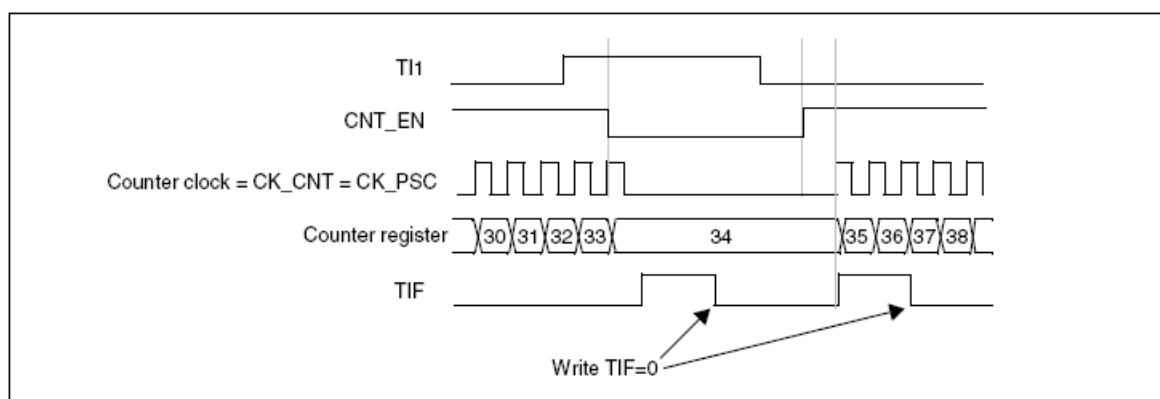 TI1
CNT_EN
Counter clock = CK_CNT = CK_PSC
Counter register 30 31 32 33 34 35 36 37 38
TIF
Write TIF=0